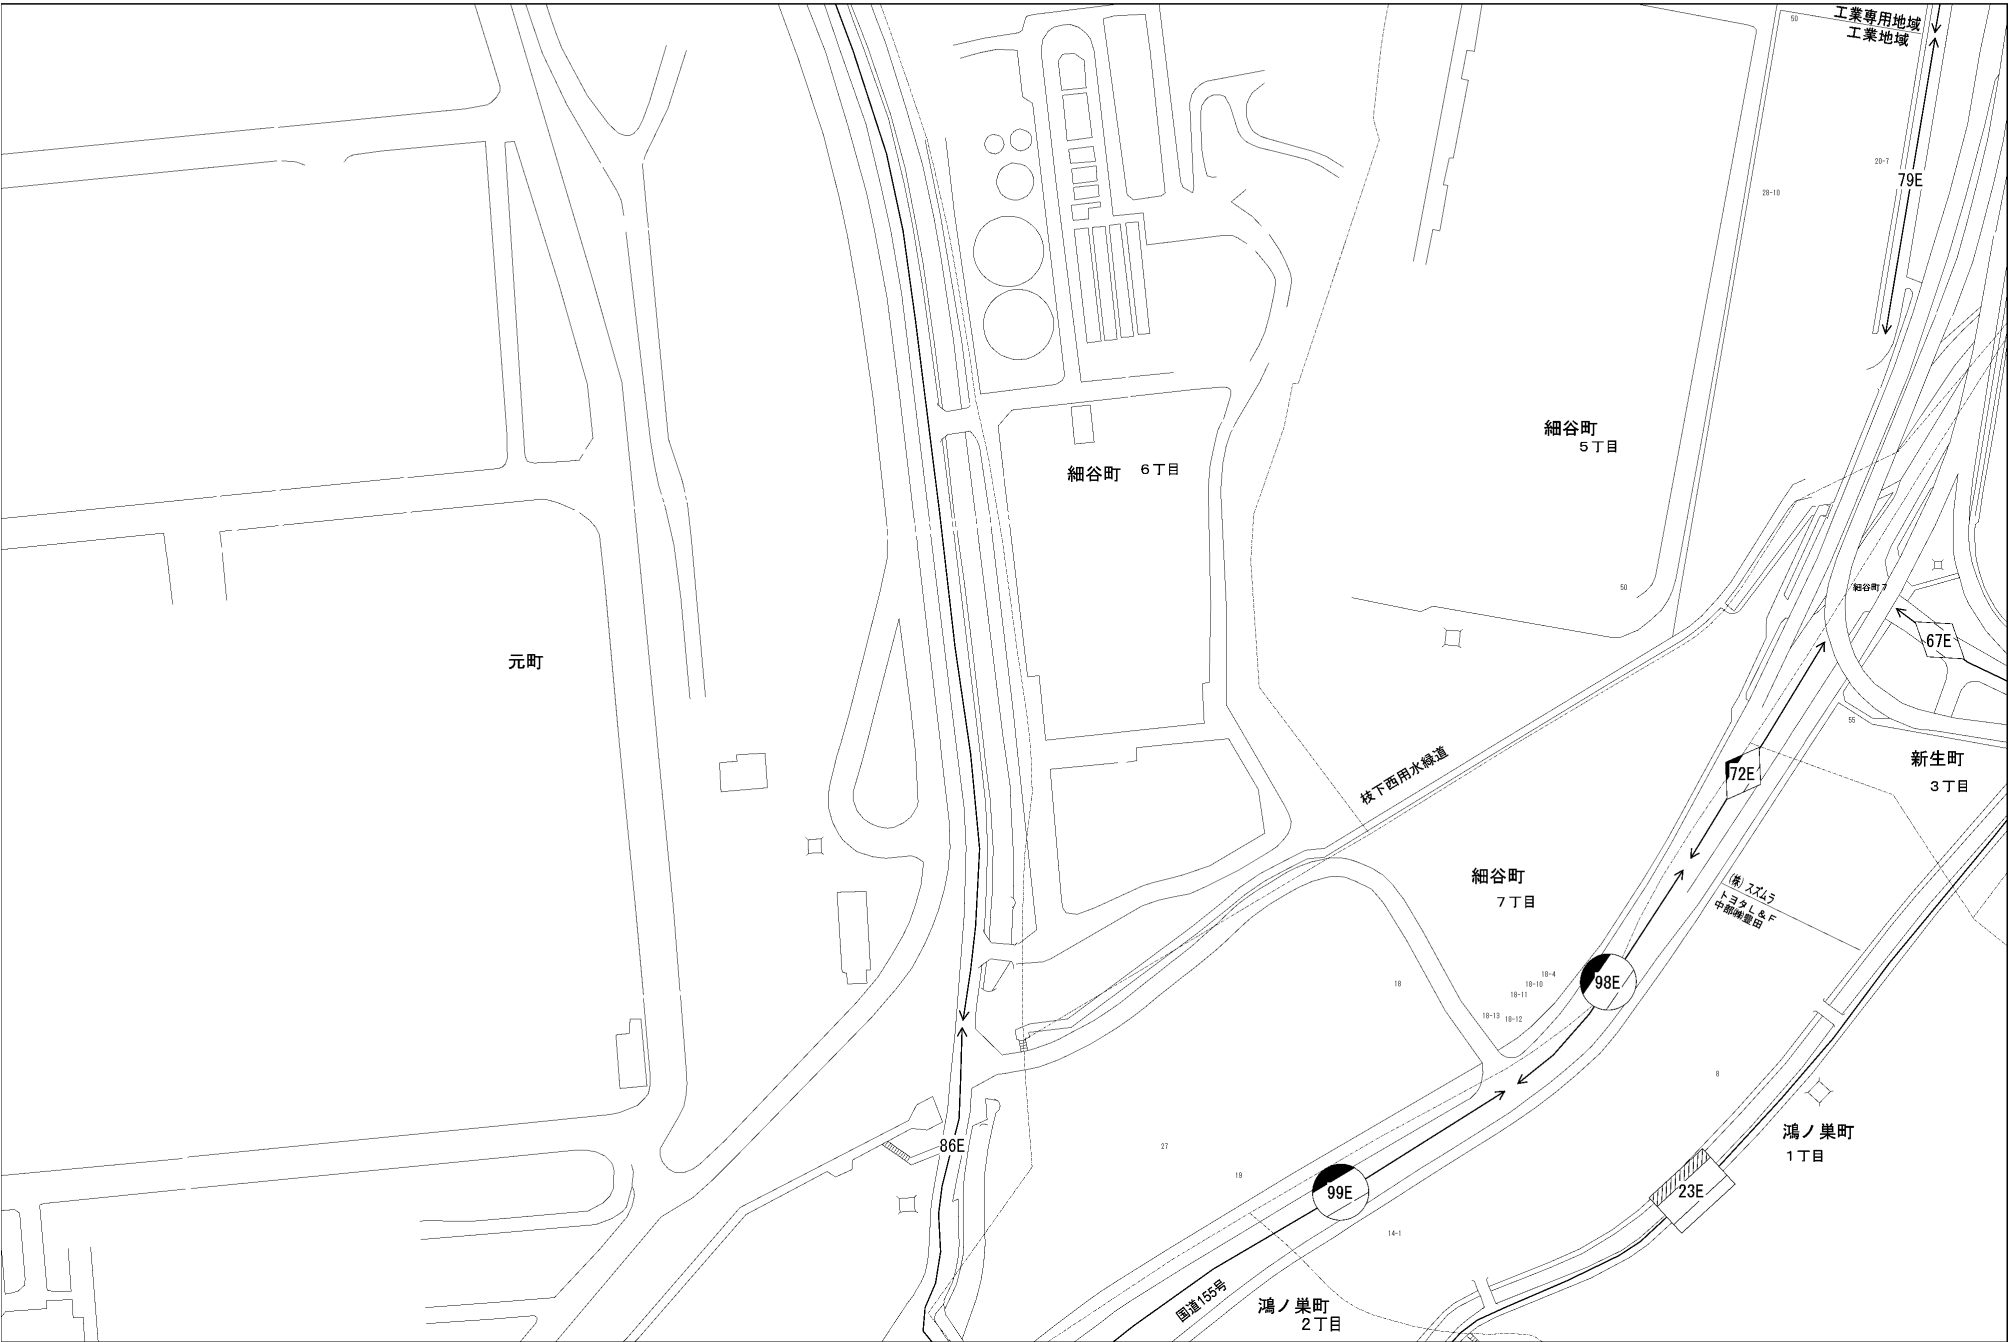 工業専用地域
工業地域
50
20-7
79E
28-10
細谷町
5丁目
細谷町 6丁目
50
細谷町 7
67E
元町
55
新生町
3丁目
枝下西用水緑道
72E
細谷町
7丁目
(株)スズムラ
トヨタL&F
中部㈱豊田
18
18-4
18-10
18-11
18-13
18-12
98E
8
鴻ノ巣町
1丁目
86E
27
19
99E
23E
14-1
国道155号
鴻ノ巣町
2丁目